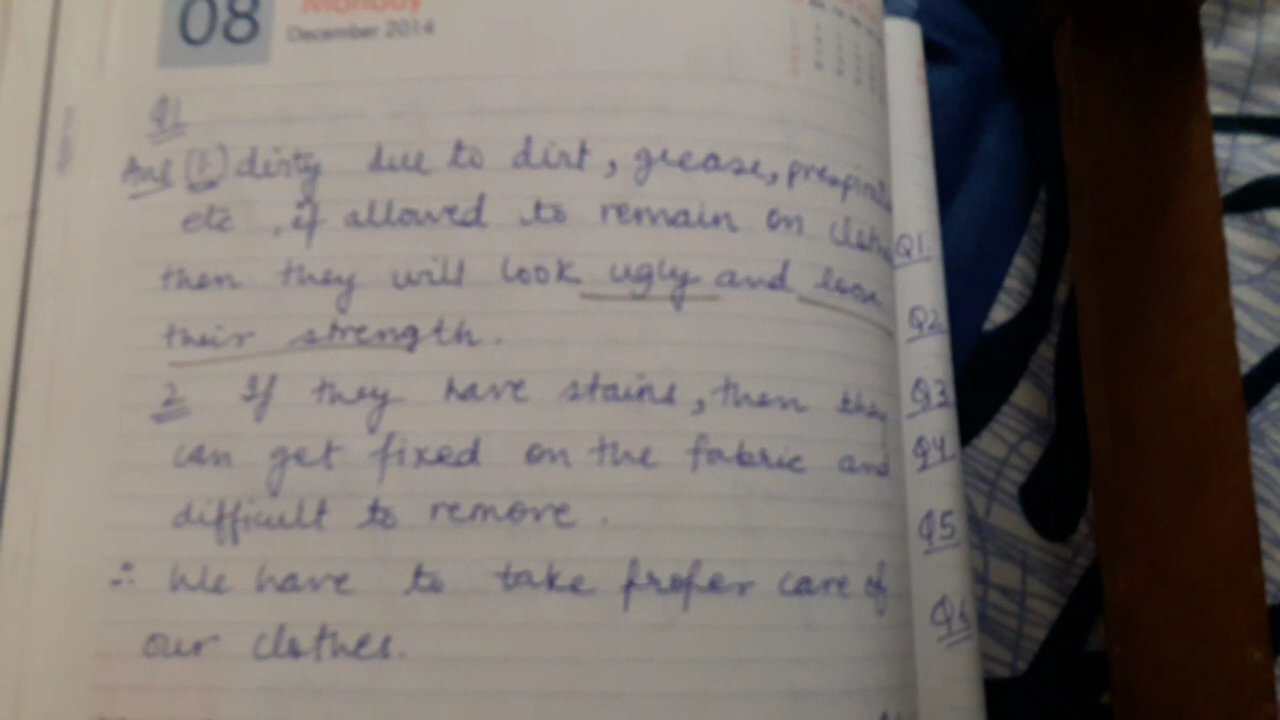 08 Monday
December 2014
Q1
Ans (1) dirty due to dirt, grease,
etc, if allowed to remain on
then they will look ugly and
their strength.
2 If they have stains, then they
can get fixed on the fabric and
difficult to remove.
∴ We have to take proper care of
our clothes.
Q1
Q2
Q3
Q4
Q5